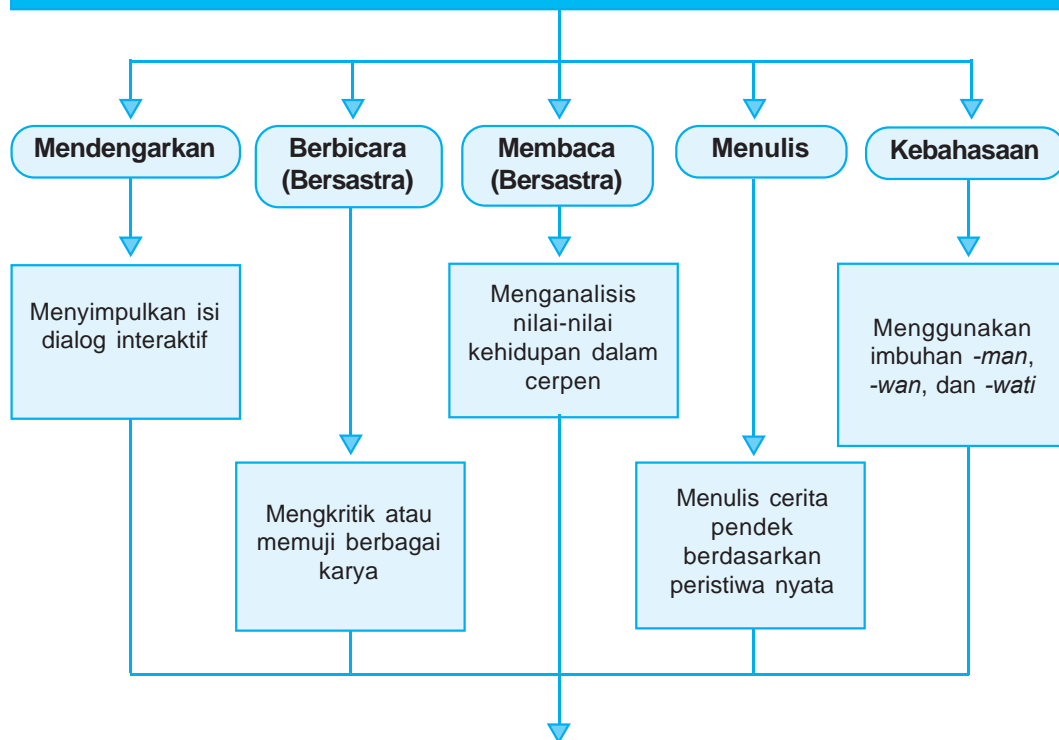 Mendengarkan
Berbicara
(Bersastra)
Membaca
(Bersastra)
Menulis
Kebahasaan
Menyimpulkan isi
dialog interaktif
Mengkritik atau
memuji berbagai
karya
Menganalisis
nilai-nilai
kehidupan dalam
cerpen
Menulis cerita
pendek
berdasarkan
peristiwa nyata
Menggunakan
imbuhan -man,
-wan, dan -wati